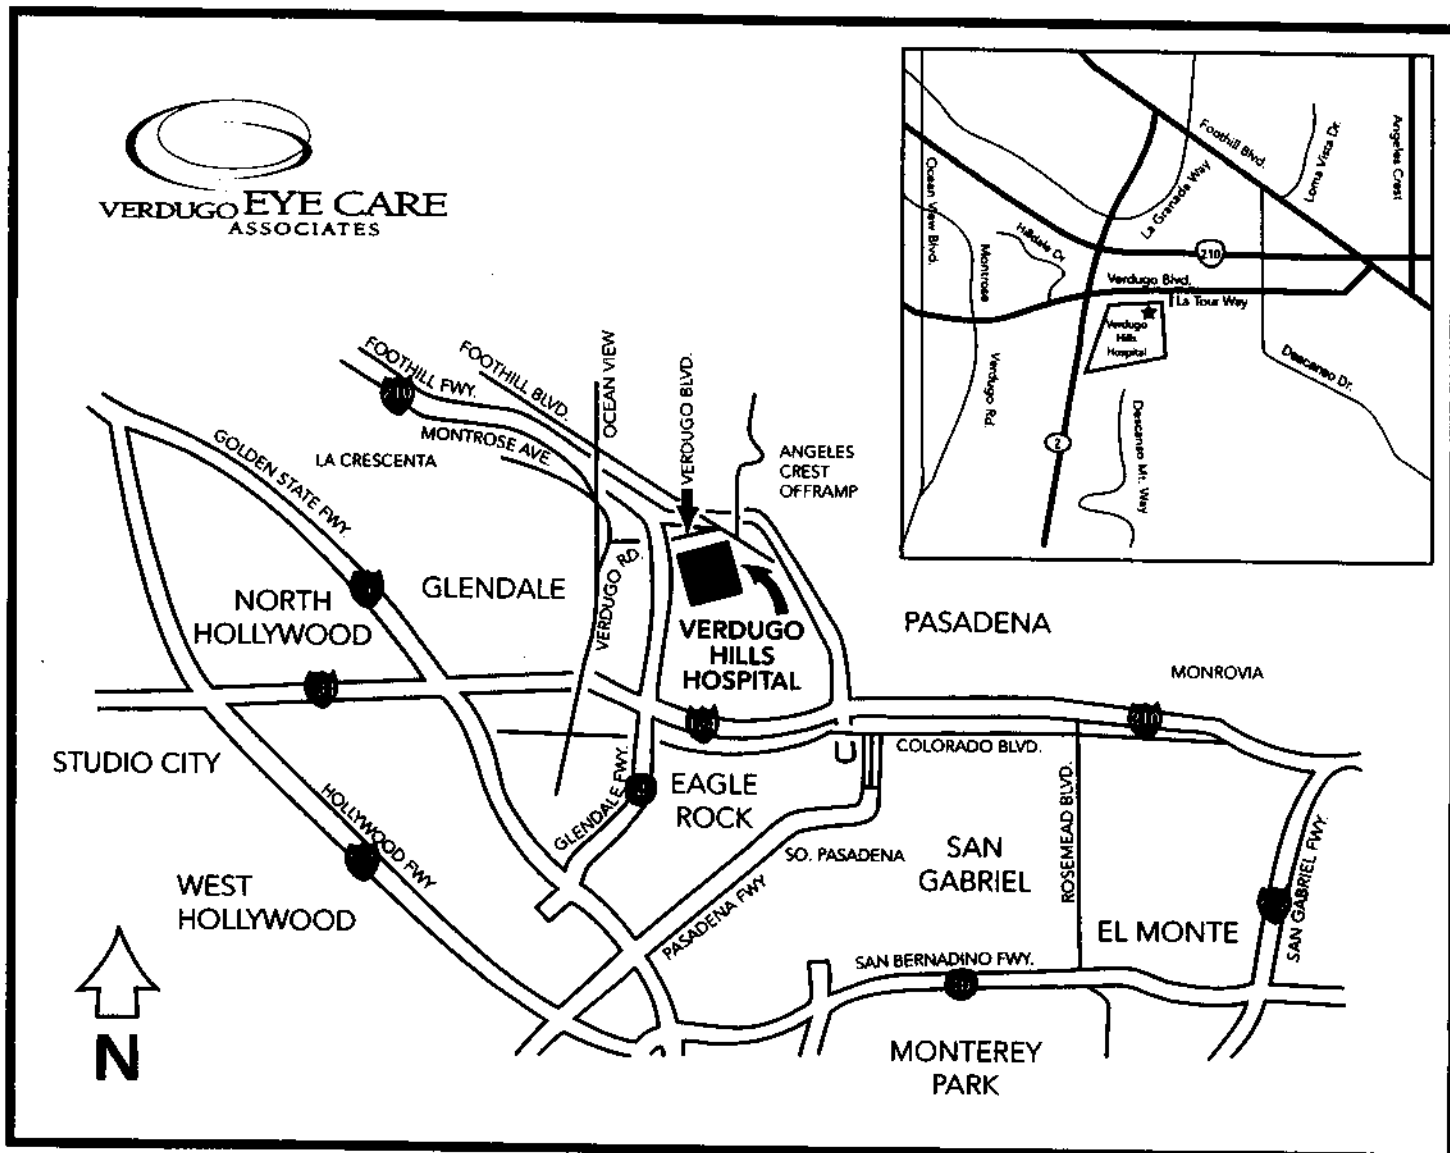 VERDUGO EYE CARE
ASSOCIATES
Foothill Blvd.
Loma Vista Dr.
Angeles Crest
Ocean View Blvd.
La Granada Way
Hilldale Dr
Montrose
210
Verdugo Blvd.
La Tour Way
Verdugo
Hills
Hospital
Verdugo Rd.
Descanso Dr.
2
Descanso Mt. Way
FOOTHILL FWY.
FOOTHILL BLVD.
OCEAN VIEW
VERDUGO BLVD.
210
MONTROSE AVE.
LA CRESCENTA
ANGELES
CREST
OFFRAMP
GOLDEN STATE FWY.
NORTH
HOLLYWOOD
GLENDALE
VERDUGO RD.
VERDUGO
HILLS
HOSPITAL
PASADENA
MONROVIA
210
STUDIO CITY
COLORADO BLVD.
GLENDALE FWY.
EAGLE
ROCK
HOLLYWOOD FWY
ROSEMEAD BLVD.
SO. PASADENA
SAN
GABRIEL
WEST
HOLLYWOOD
PASADENA FWY
EL MONTE
SAN GABRIEL FWY.
SAN BERNADINO FWY.
N
MONTEREY
PARK